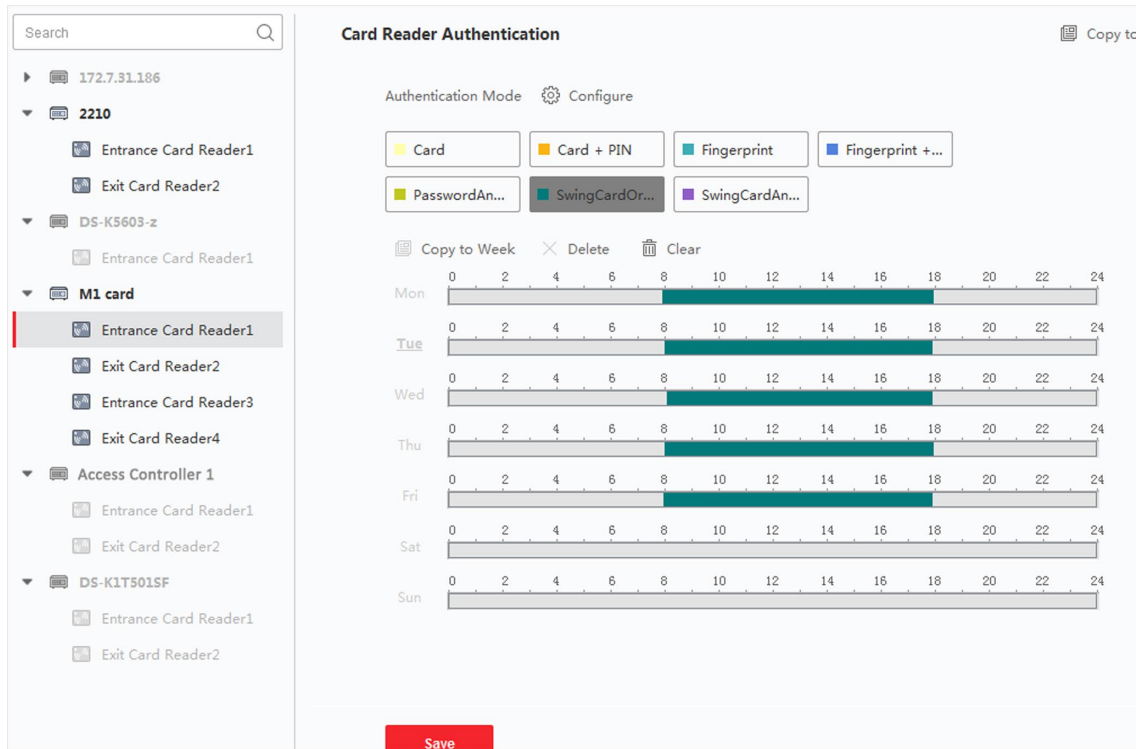 Search
172.7.31.186
2210
Entrance Card Reader1
Exit Card Reader2
DS-K5603-z
Entrance Card Reader1
M1 card
Entrance Card Reader1
Exit Card Reader2
Entrance Card Reader3
Exit Card Reader4
Access Controller 1
Entrance Card Reader1
Exit Card Reader2
DS-K1T501SF
Entrance Card Reader1
Exit Card Reader2
Card Reader Authentication
Copy to
Authentication Mode Configure
Card Card + PIN Fingerprint Fingerprint +...
PasswordAn... SwingCardOr... SwingCardAn...
Copy to Week Delete Clear
0 2 4 6 8 10 12 14 16 18 20 22 24
Mon
0 2 4 6 8 10 12 14 16 18 20 22 24
Tue
0 2 4 6 8 10 12 14 16 18 20 22 24
Wed
0 2 4 6 8 10 12 14 16 18 20 22 24
Thu
0 2 4 6 8 10 12 14 16 18 20 22 24
Fri
0 2 4 6 8 10 12 14 16 18 20 22 24
Sat
0 2 4 6 8 10 12 14 16 18 20 22 24
Sun
Save